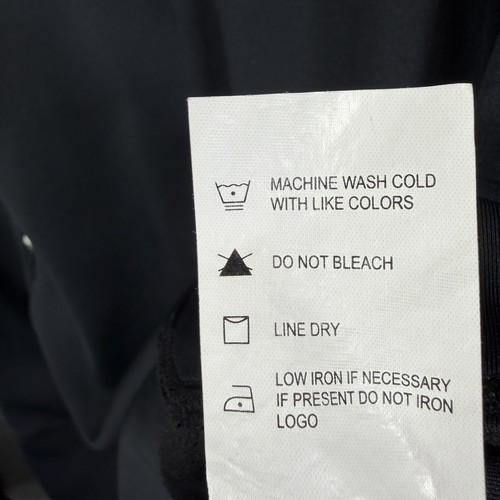 MACHINE WASH COLD
WITH LIKE COLORS
DO NOT BLEACH
LINE DRY
LOW IRON IF NECESSARY
IF PRESENT DO NOT IRON
LOGO